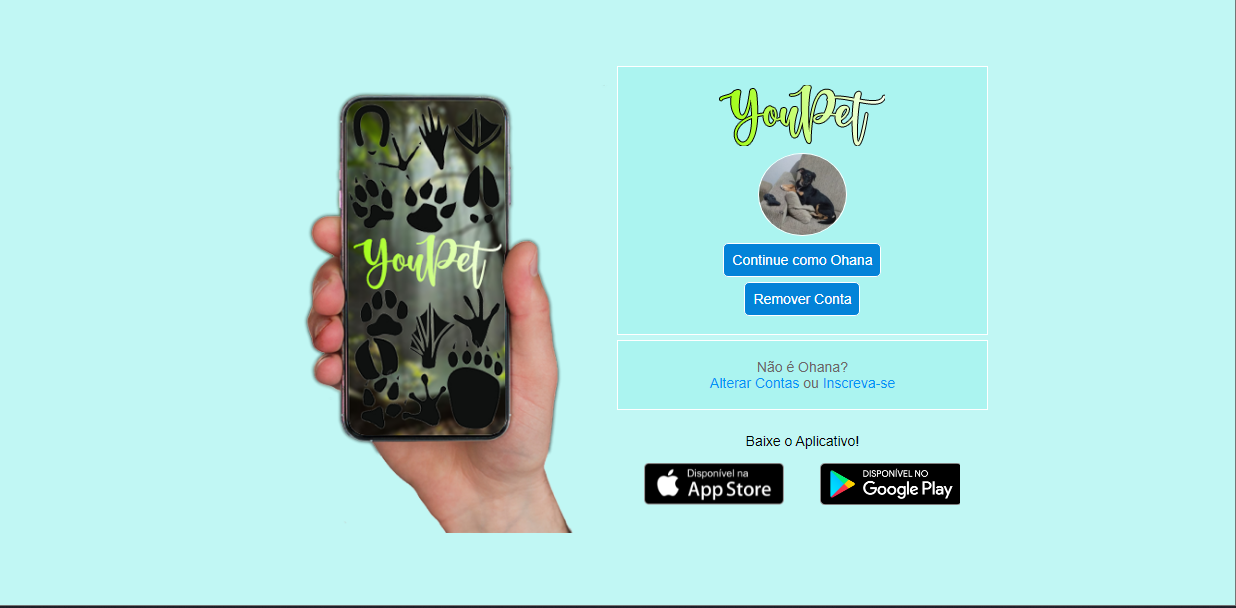 YouPet
YouPet
Continue como Ohana
Remover Conta
Não é Ohana?
Alterar Contas ou Inscreva-se
Baixe o Aplicativo!
Disponível na
App Store
DISPONÍVEL NO
Google Play